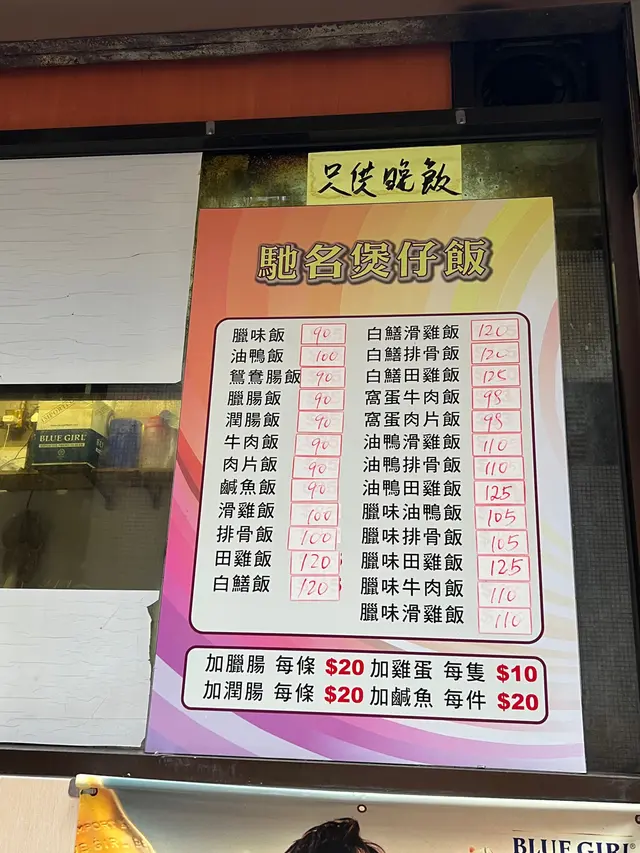 只供晚飯
馳名煲仔飯
臘味飯 90
油鴨飯 100
鴛鴦腸飯 90
臘腸飯 90
潤腸飯 90
牛肉飯 90
肉片飯 90
鹹魚飯 90
滑雞飯 100
排骨飯 100
田雞飯 120
白鱔飯 120
白鱔滑雞飯 120
白鱔排骨飯 120
白鱔田雞飯 125
窩蛋牛肉飯 98
窩蛋肉片飯 98
油鴨滑雞飯 110
油鴨排骨飯 110
油鴨田雞飯 125
臘味油鴨飯 105
臘味排骨飯 105
臘味田雞飯 125
臘味牛肉飯 110
臘味滑雞飯 110
加臘腸 每條 $20 加雞蛋 每隻 $10
加潤腸 每條 $20 加鹹魚 每件 $20
BLUE GIRL
BLUE GIRL